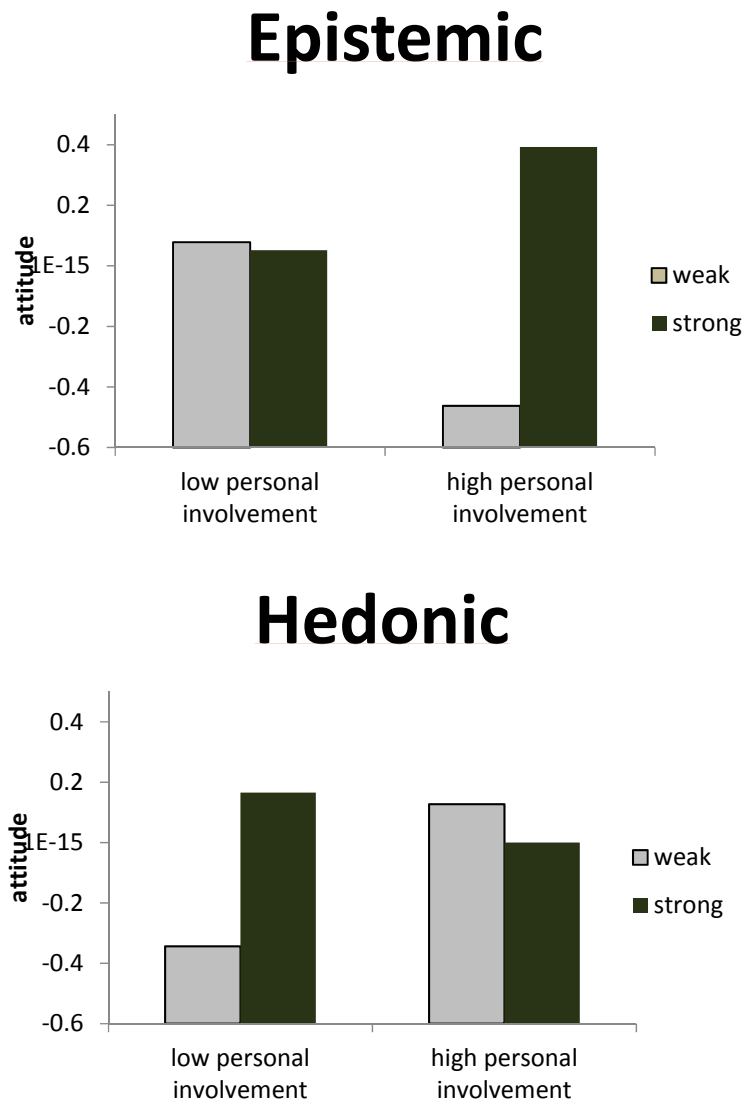 Epistemic
0.4
0.2
1E-15
-0.2
-0.4
-0.6
attitude
low personal
involvement
high personal
involvement
weak
strong
Hedonic
0.4
0.2
1E-15
-0.2
-0.4
-0.6
attitude
low personal
involvement
high personal
involvement
weak
strong